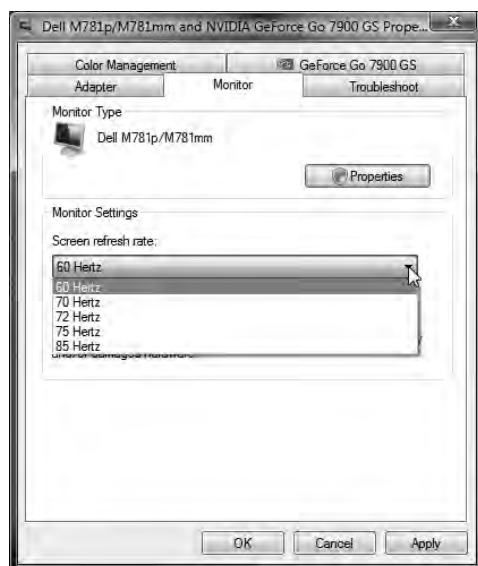 Dell M781p/M781mm and NVIDIA GeForce Go 7900 GS Prope...
Color Management
GeForce Go 7900 GS
Adapter
Monitor
Troubleshoot
Monitor Type
Dell M781p/M781mm
Properties
Monitor Settings
Screen refresh rate:
60 Hertz
60 Hertz
70 Hertz
72 Hertz
75 Hertz
85 Hertz
and/or damaged hardware.
OK
Cancel
Apply